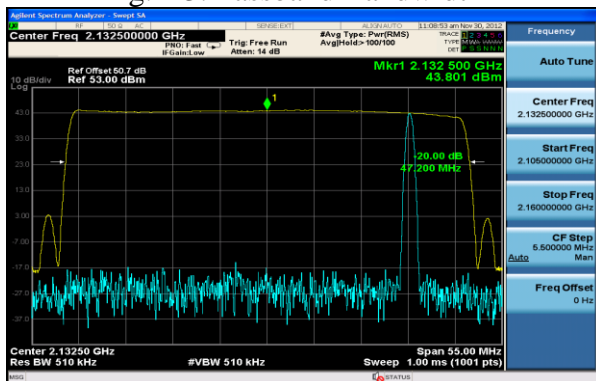 Agilent Spectrum Analyzer - Swept SA
RF 50 Ω AC SENSE:EXT ALIGN AUTO 11:08:53 am Nov 30, 2012
Center Freq 2.132500000 GHz
PNO: Fast
IFGain:Low
Trig: Free Run
Atten: 14 dB
#Avg Type: Pwr(RMS)
Avg|Hold:> 100/100
TRACE 1 2 3 4 5 6
TYPE
DET
Frequency
Auto Tune
Center Freq
2.132500000 GHz
Start Freq
2.105000000 GHz
Stop Freq
2.160000000 GHz
CF Step
5.500000 MHz
Auto Man
Freq Offset
0 Hz
Mkr1 2.132 500 GHz
43.801 dBm
Ref Offset 50.7 dB
10 dB/div Ref 53.00 dBm
Log
43.0
33.0
23.0
13.0
3.00
-7.00
-17.0
-27.0
-37.0
1
-20.00 dB
47.200 MHz
Center 2.13250 GHz Span 55.00 MHz
Res BW 510 kHz #VBW 510 kHz Sweep 1.00 ms (1001 pts)
MSG STATUS